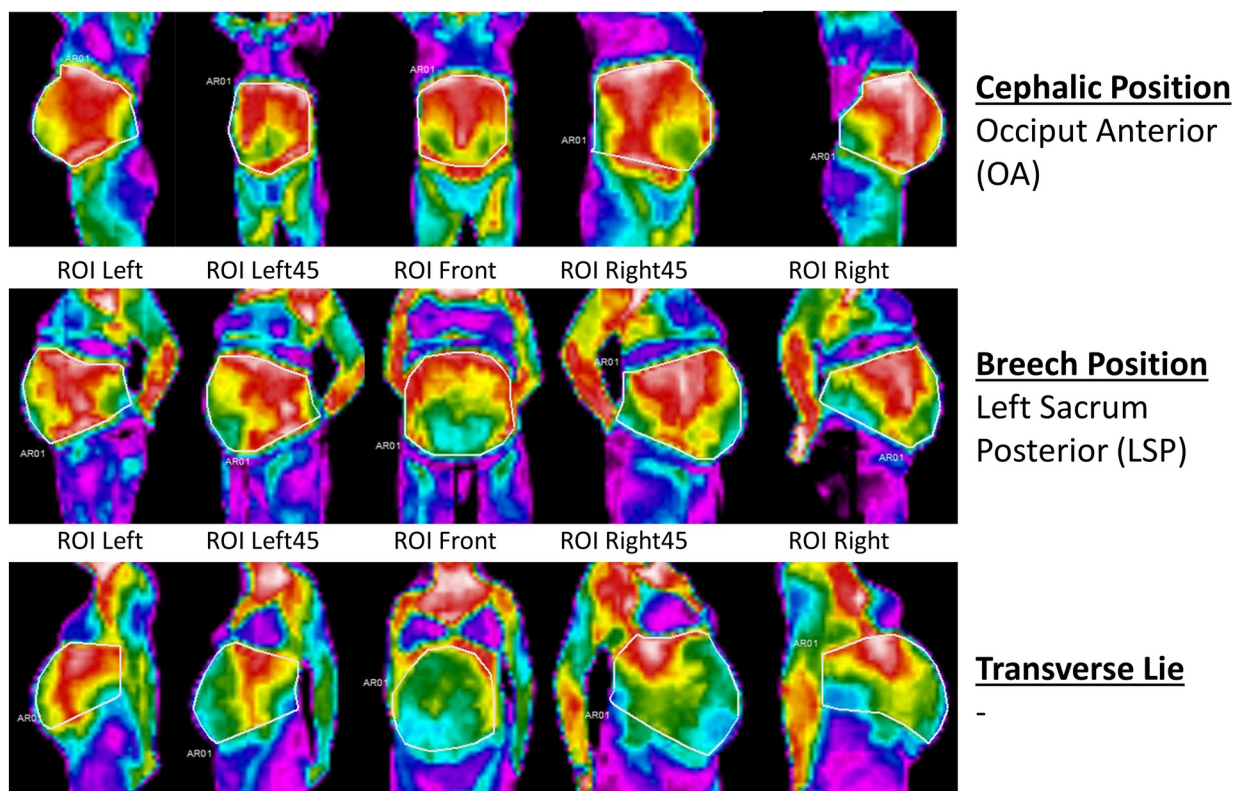 AR01
AR01
AR01
AR01
AR01
Cephalic Position
Occiput Anterior
(OA)
ROI Left
ROI Left45
ROI Front
ROI Right45
ROI Right
AR01
AR01
AR01
AR01
AR01
Breech Position
Left Sacrum
Posterior (LSP)
ROI Left
ROI Left45
ROI Front
ROI Right45
ROI Right
AR0
AR01
AR01
AR01
AR01
Transverse Lie
-